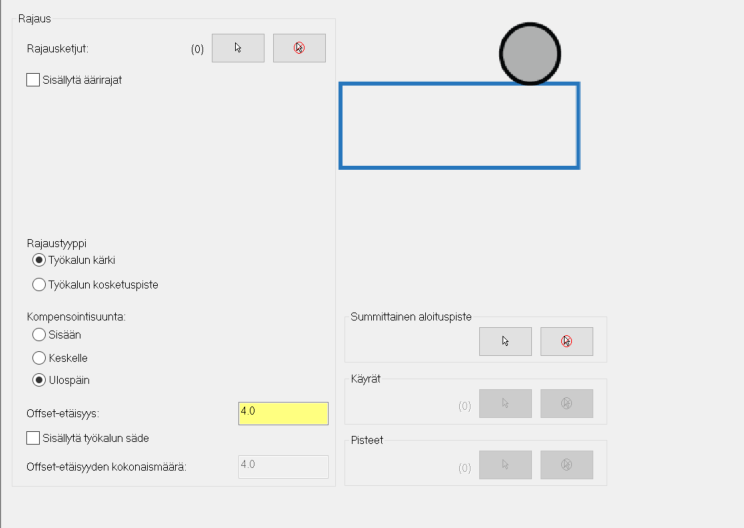 Rajaus
Rajausketjut:
(0)
Sisällytä äärirajat
Rajaustyyppi
Työkalun kärki
Työkalun kosketuspiste
Kompensointisuunta:
Sisään
Keskelle
Ulospäin
Offset-etäisyys:
4.0
Sisällytä työkalun säde
Offset-etäisyyden kokonaismäärä:
4.0
Summittainen aloituspiste
Käyrät
(0)
Pisteet
(0)